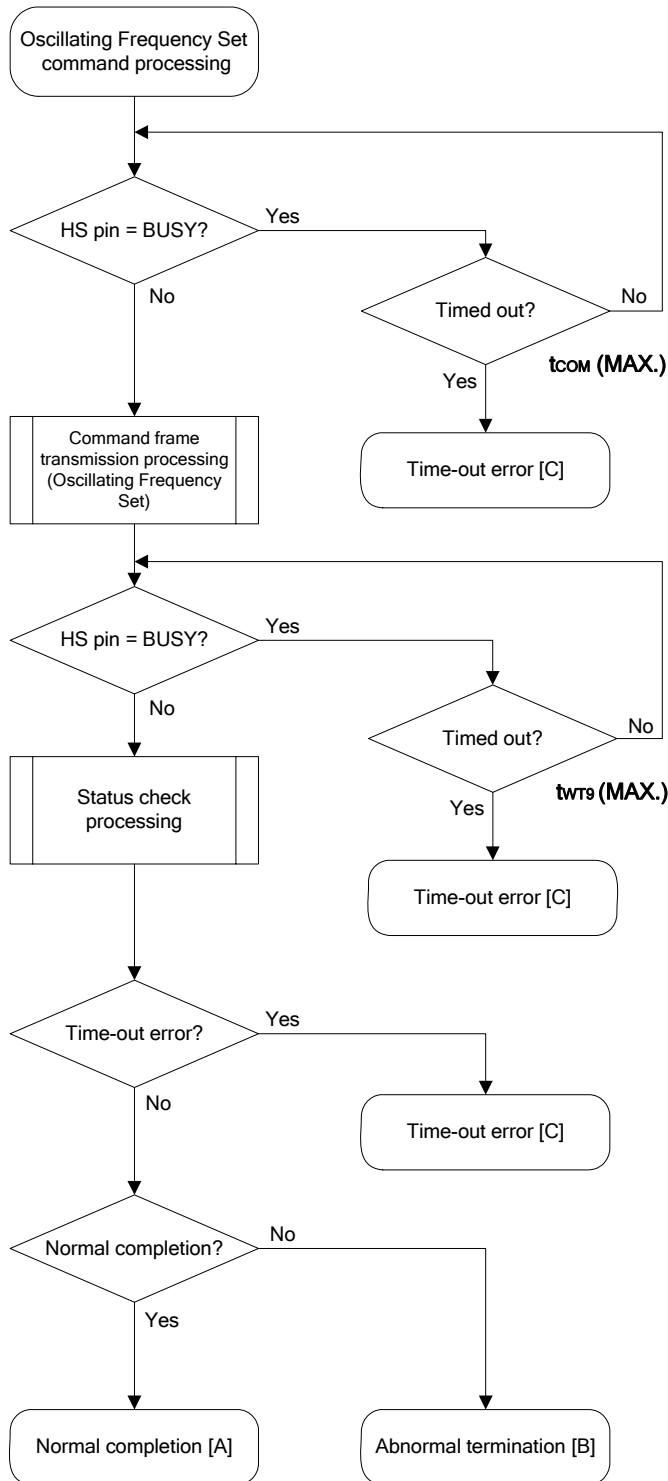 Oscillating Frequency Set
command processing
HS pin = BUSY?
Yes
No
Timed out?
No
tCOM (MAX.)
Yes
Time-out error [C]
Command frame
transmission processing
(Oscillating Frequency
Set)
HS pin = BUSY?
Yes
No
Timed out?
No
tWT9 (MAX.)
Yes
Time-out error [C]
Status check
processing
Time-out error?
Yes
No
Time-out error [C]
Normal completion?
No
Yes
Normal completion [A]
Abnormal termination [B]